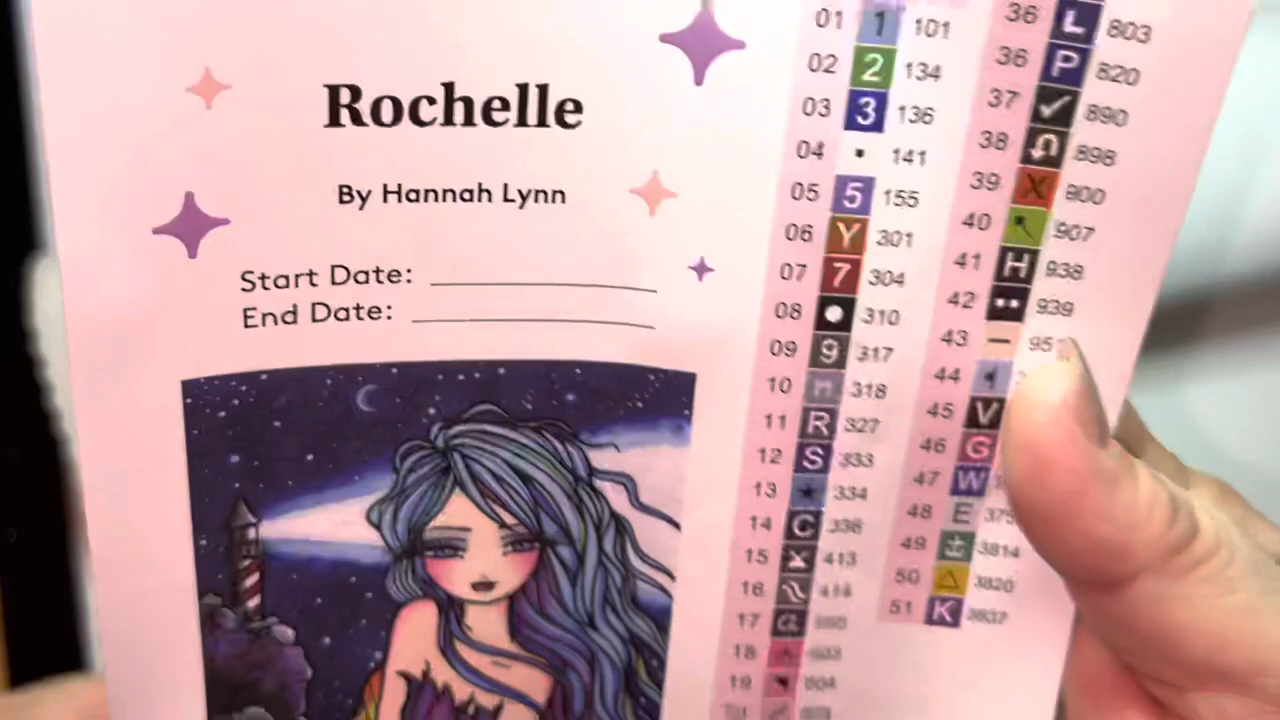 Rochelle
By Hannah Lynn
Start Date:
End Date:
01 1 101
02 2 134
03 3 136
04 141
05 5 155
06 Y 301
07 7 304
08 310
09 9 317
10 n 318
11 R 327
12 S 333
13 334
14 C 336
15 413
16
17 a
18
19
36 L 803
36 P 820
37 890
38 898
39 X 900
40 907
41 H 938
42 939
43 951
44
45 V
46 G
47 W
48 E
49 3814
50 3820
51 K 3837